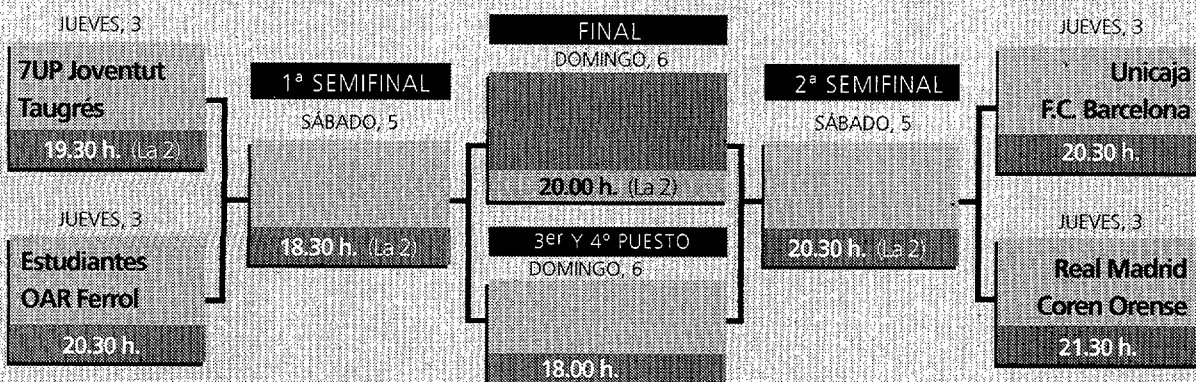 JUEVES, 3
7UP Joventut
Taugrés
19.30 h. (La 2)
JUEVES, 3
Estudiantes
OAR Ferrol
20.30 h.
1ª SEMIFINAL
SÁBADO, 5
18.30 h. (La 2)
FINAL
DOMINGO, 6
20.00 h. (La 2)
3er Y 4º PUESTO
DOMINGO, 6
18.00 h.
2ª SEMIFINAL
SÁBADO, 5
20.30 h. (La 2)
JUEVES, 3
Unicaja
F.C. Barcelona
20.30 h.
JUEVES, 3
Real Madrid
Coren Orense
21.30 h.